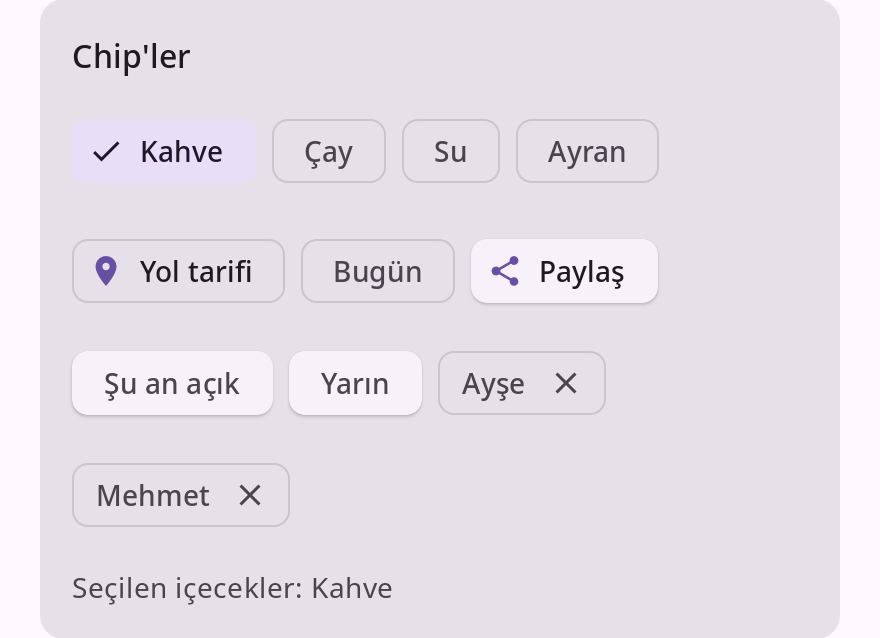 Chip'ler
Kahve Çay Su Ayran
Yol tarifi Bugün Paylaş
Şu an açık Yarın Ayşe
Mehmet
Seçilen içecekler: Kahve